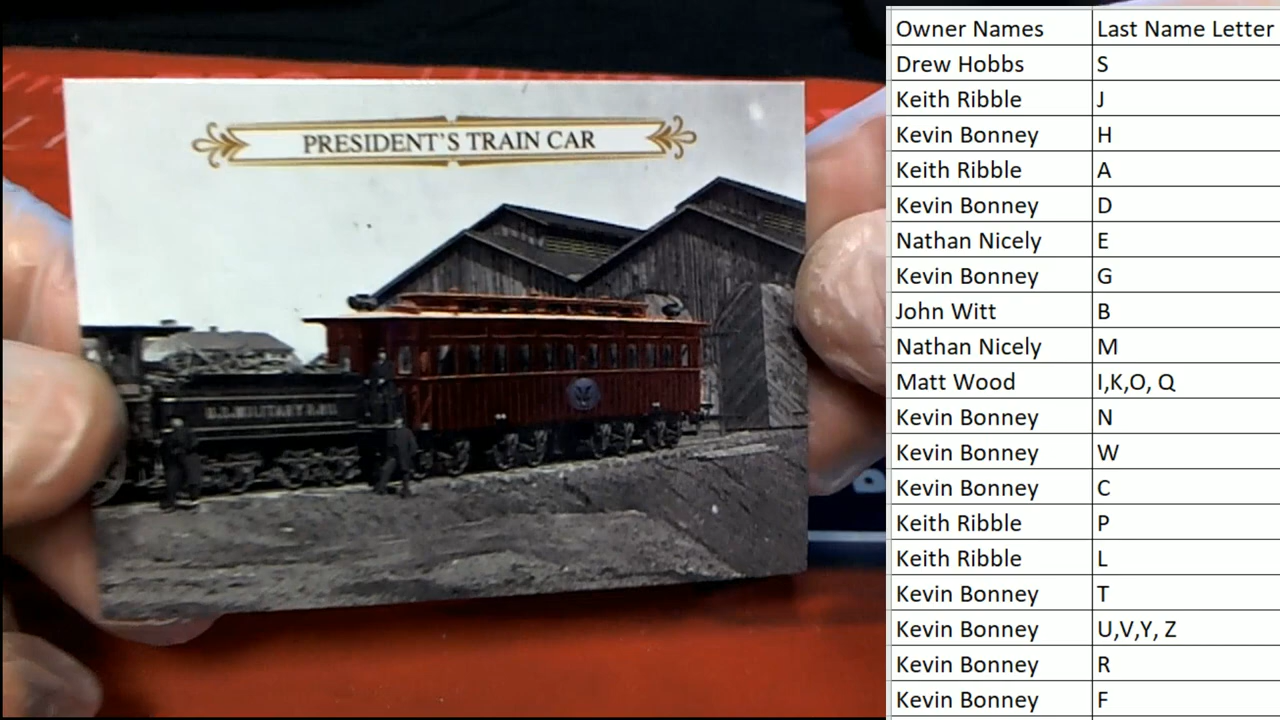 PRESIDENT'S TRAIN CAR
Owner Names Last Name Letter
Drew Hobbs S
Keith Ribble J
Kevin Bonney H
Keith Ribble A
Kevin Bonney D
Nathan Nicely E
Kevin Bonney G
John Witt B
Nathan Nicely M
Matt Wood I,K,O, Q
Kevin Bonney N
Kevin Bonney W
Kevin Bonney C
Keith Ribble P
Keith Ribble L
Kevin Bonney T
Kevin Bonney U,V,Y, Z
Kevin Bonney R
Kevin Bonney F